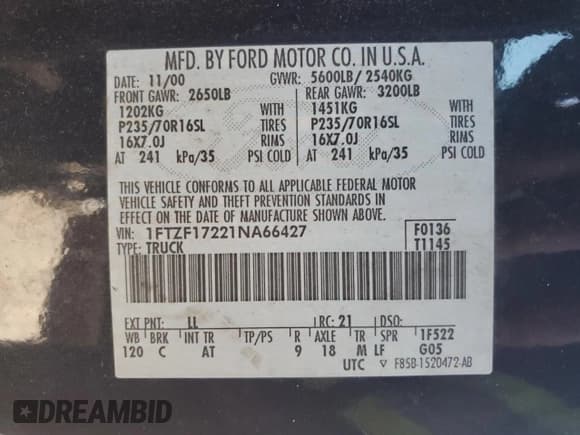 MFD. BY FORD MOTOR CO. IN U.S.A.
DATE: 11/00 GVWR: 5600LB/ 2540KG
FRONT GAWR: 2650LB REAR GAWR: 3200LB
1202KG WITH 1451KG WITH
P235/70R16SL TIRES P235/70R16SL TIRES
16X7.0J RIMS 16X7.0J RIMS
AT 241 kPa/35 PSI COLD AT 241 kPa/35 PSI COLD
THIS VEHICLE CONFORMS TO ALL APPLICABLE FEDERAL MOTOR
VEHICLE SAFETY AND THEFT PREVENTION STANDARDS IN
EFFECT ON THE DATE OF MANUFACTURE SHOWN ABOVE.
VIN: 1FTZF17221NA66427 F0136
TYPE: TRUCK T1145
EXT PNT: LL RC: 21 DSO:
WB BRK INT TR TP/PS R AXLE TR SPR 1F522
120 C AT 9 18 M LF G05
UTC F85B-1520472-AB
DREAMBID